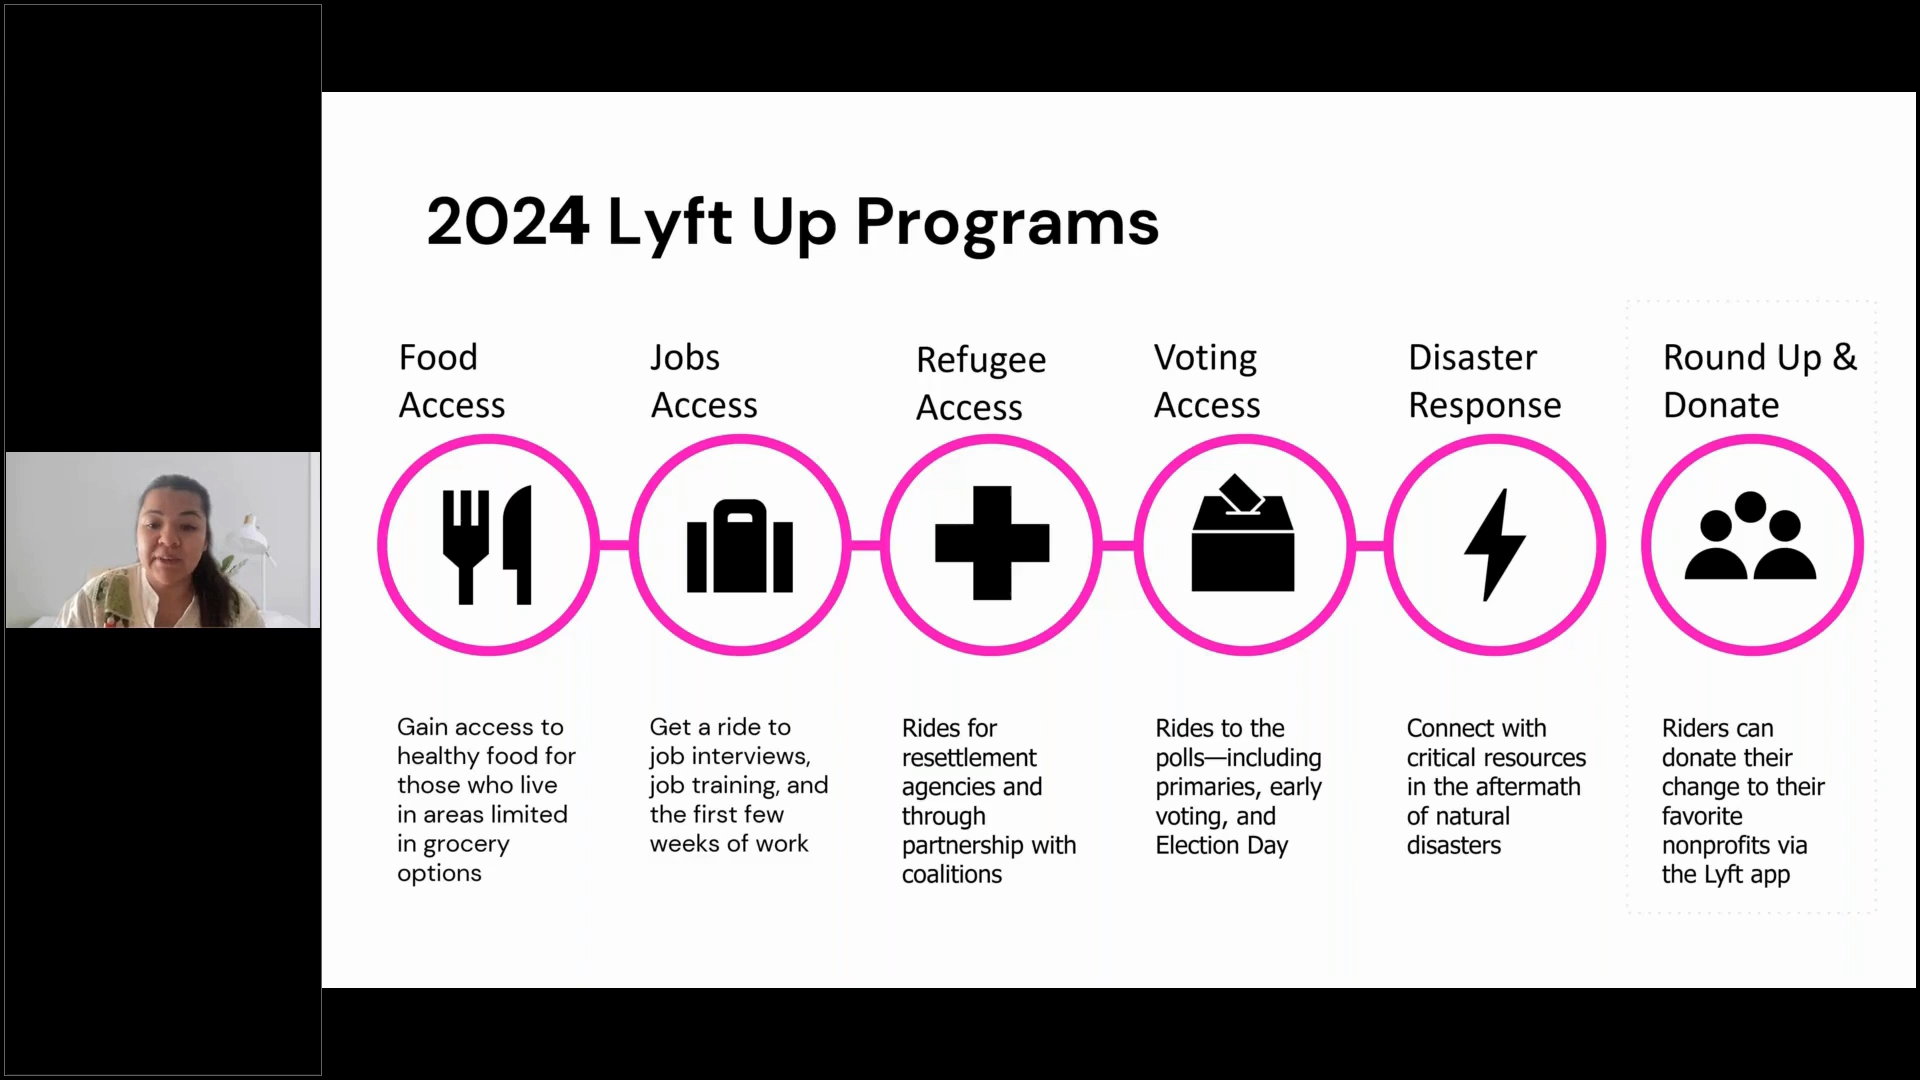 2024 Lyft Up Programs
Food
Access
Jobs
Access
Refugee
Access
Voting
Access
Disaster
Response
Round Up &
Donate
Gain access to
healthy food for
those who live
in areas limited
in grocery
options
Get a ride to
job interviews,
job training, and
the first few
weeks of work
Rides for
resettlement
agencies and
through
partnership with
coalitions
Rides to the
polls—including
primaries, early
voting, and
Election Day
Connect with
critical resources
in the aftermath
of natural
disasters
Riders can
donate their
change to their
favorite
nonprofits via
the Lyft app